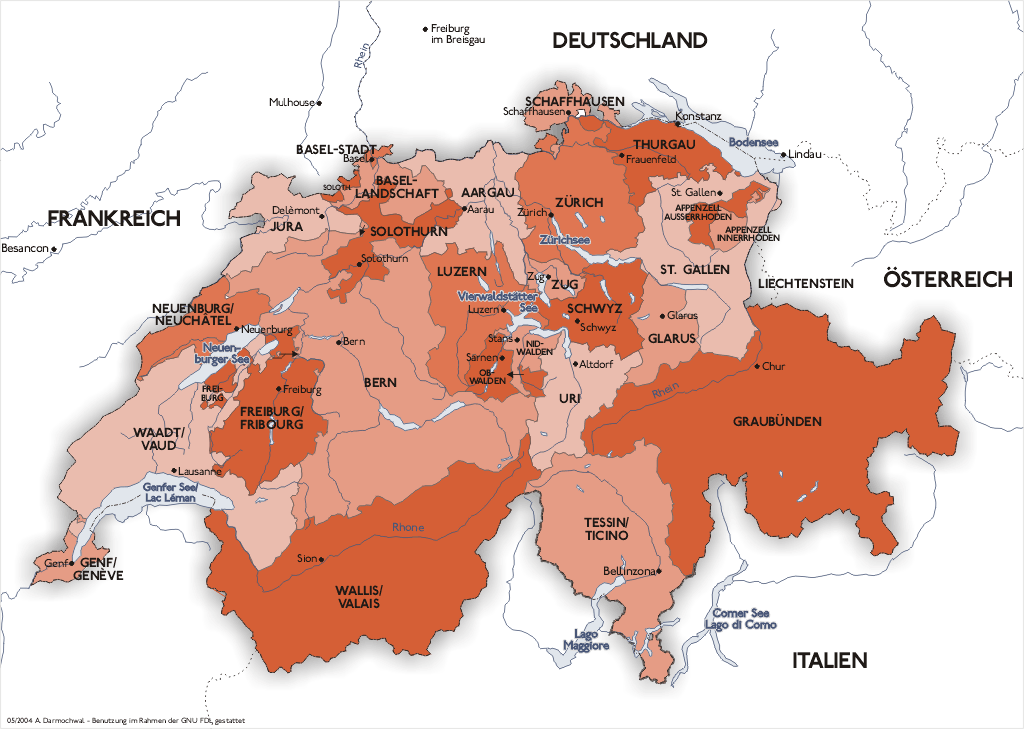 Freiburg
im Breisgau
DEUTSCHLAND
Rhein
Mulhouse
SCHAFFHAUSEN
Schaffhausen
Konstanz
BASEL-STADT
Basel
THURGAU
Bodensee
Lindau
Frauenfeld
SOLOTH.
BASEL-
LANDSCHAFT
AARGAU
St. Gallen
FRANKREICH
Delèmont
JURA
Aarau
ZÜRICH
Zürich
APPENZELL
AUSSERRHODEN
APPENZELL
INNERRHODEN
SOLOTHURN
Zürichsee
Besancon
Solothurn
LUZERN
ST. GALLEN
Zug
ZUG
LIECHTENSTEIN
ÖSTERREICH
Vierwaldstätter
See
Luzern
SCHWYZ
Schwyz
NEUENBURG/
NEUCHÂTEL
Neuerburg
Glarus
GLARUS
Bern
Stans
NID-
WALDEN
Neuen-
burger See
Sarnen
OB-
WALDEN
Altdorf
Chur
BERN
FREI-
BURG
Freiburg
Rhein
URI
FREIBURG/
FRIBOURG
GRAUBÜNDEN
WAADT/
VAUD
Lausanne
Genfer See/
Lac Léman
Rhone
TESSIN/
TICINO
Genf
GENF/
GENÈVE
Sion
Bellinzona
WALLIS/
VALAIS
Comer See
Lago di Como
Lago
Maggiore
ITALIEN
05/2004 A. Darmochwal - Benutzung im Rahmen der GNU FDL gestattet